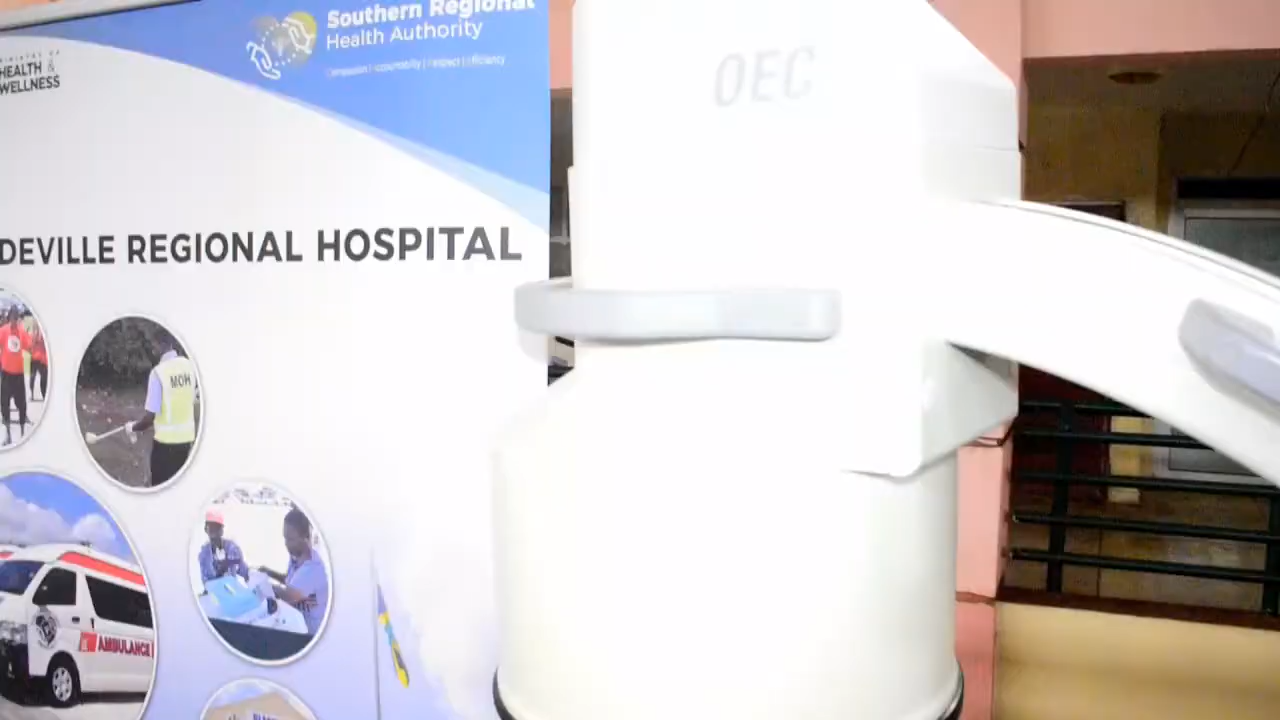 Southern Regional
Health Authority
HEALTH &
WELLNESS
OEC
DEVILLE REGIONAL HOSPITAL
MOH
AMBULANCE